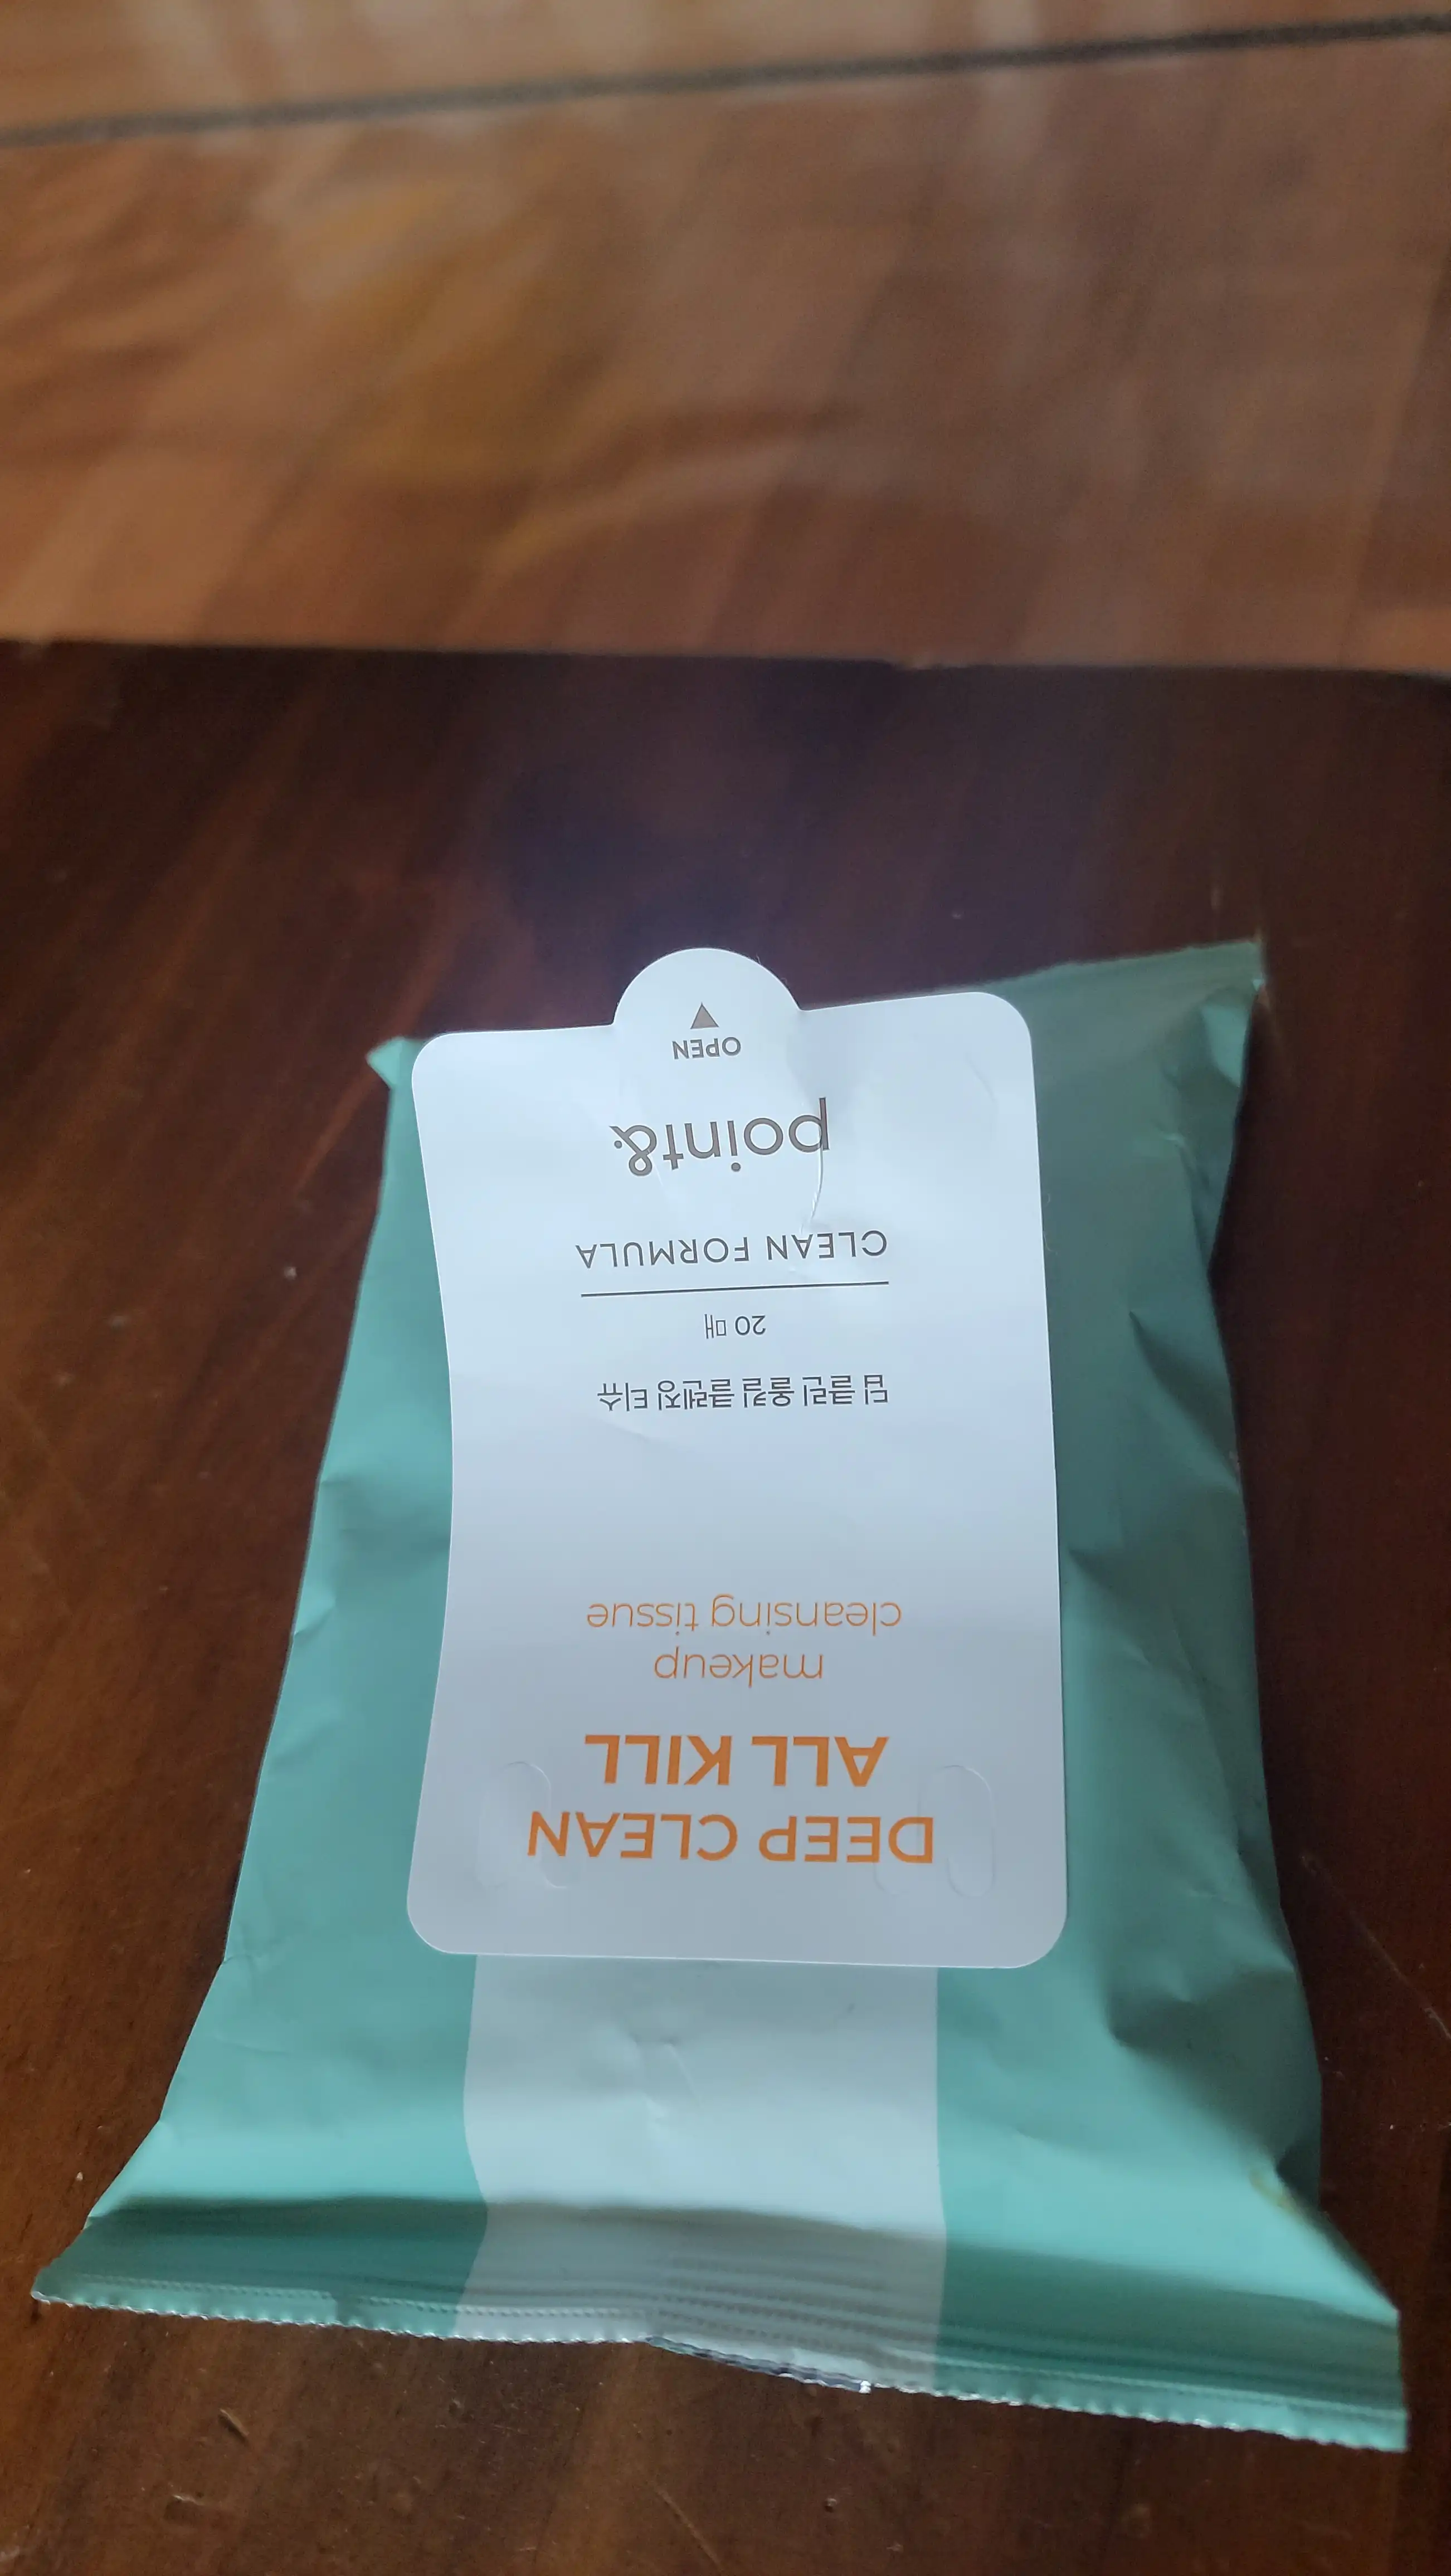 DEEP CLEAN
ALL KILL
makeup
cleansing tissue
딥 클린 올킬 클렌징 티슈
20 매
CLEAN FORMULA
point&.
OPEN